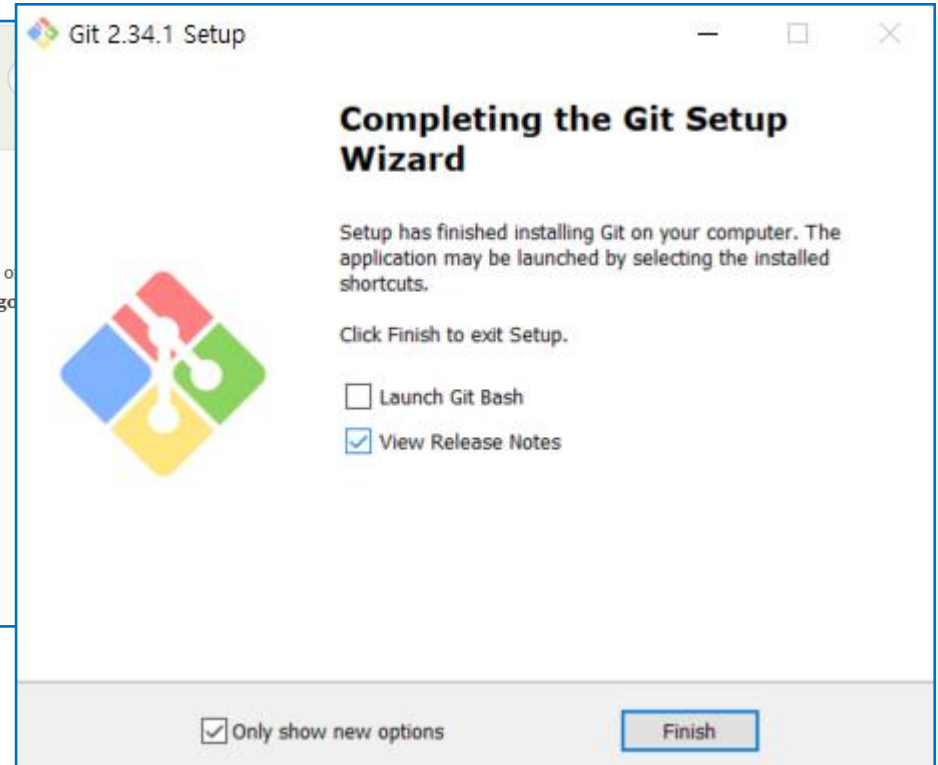 Git 2.34.1 Setup
Completing the Git Setup
Wizard
Setup has finished installing Git on your computer. The
application may be launched by selecting the installed
shortcuts.
Click Finish to exit Setup.
Launch Git Bash
View Release Notes
Only show new options
Finish